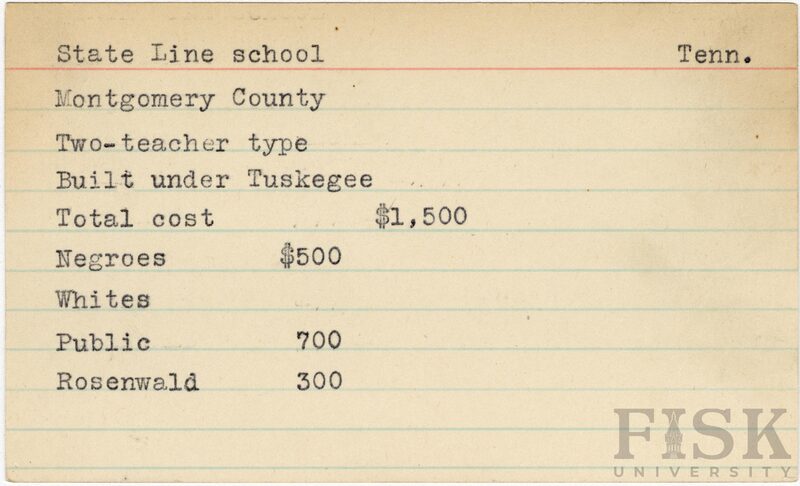 State Line school Tenn.
Montgomery County
Two-teacher type
Built under Tuskegee
Total cost $1,500
Negroes $500
Whites
Public 700
Rosenwald 300
FISK
UNIVERSITY